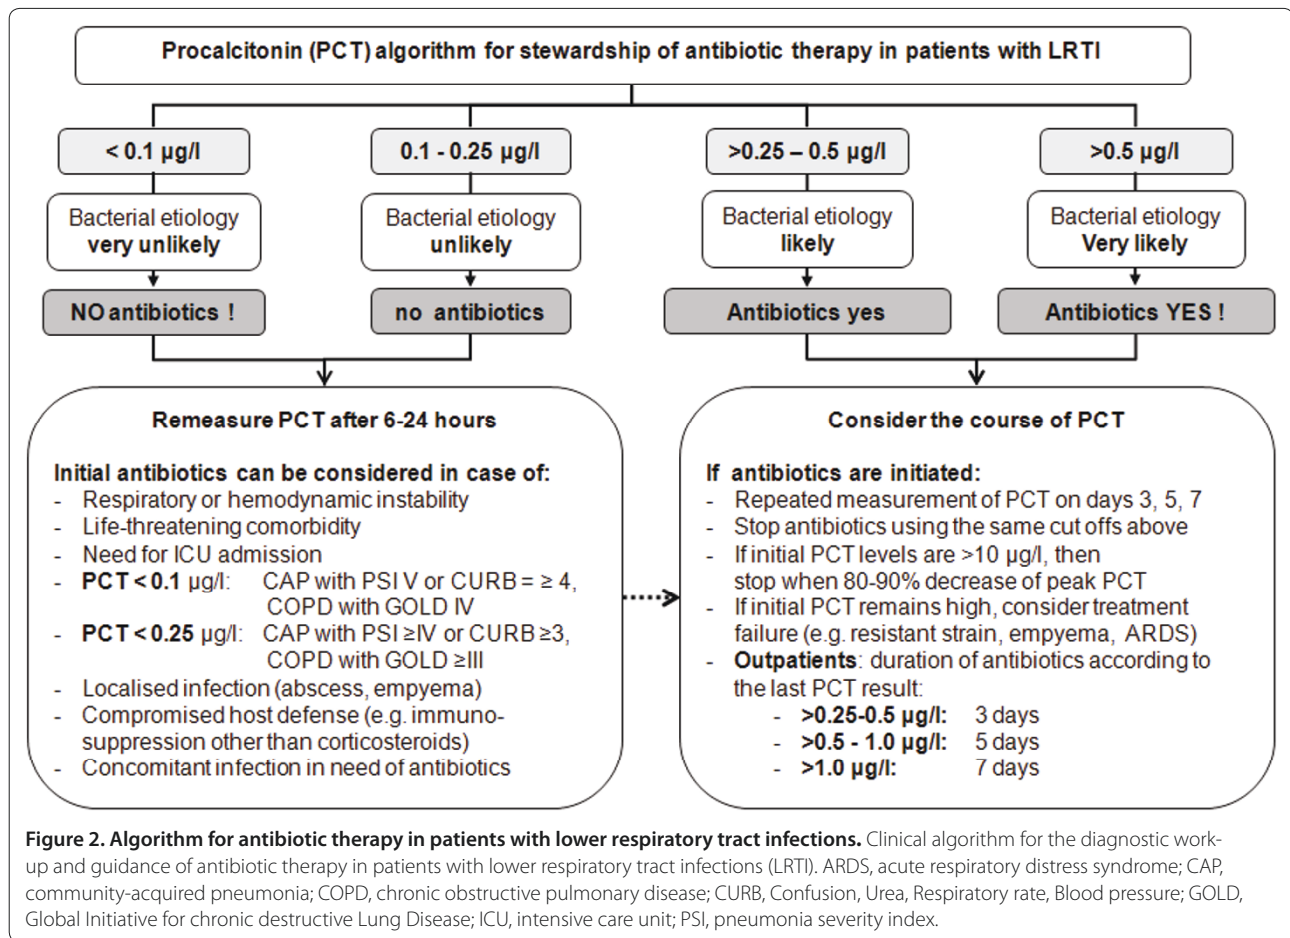 Procalcitonin (PCT) algorithm for stewardship of antibiotic therapy in patients with LRTI
< 0.1 µg/l
0.1 - 0.25 µg/l
>0.25 – 0.5 µg/l
>0.5 µg/l
Bacterial etiology
very unlikely
Bacterial etiology
unlikely
Bacterial etiology
likely
Bacterial etiology
Very likely
NO antibiotics !
no antibiotics
Antibiotics yes
Antibiotics YES !
Remeasure PCT after 6-24 hours
Initial antibiotics can be considered in case of:
- Respiratory or hemodynamic instability
- Life-threatening comorbidity
- Need for ICU admission
- PCT < 0.1 µg/l: CAP with PSI V or CURB = ≥ 4,
COPD with GOLD IV
- PCT < 0.25 µg/l: CAP with PSI ≥IV or CURB ≥3,
COPD with GOLD ≥III
- Localised infection (abscess, empyema)
- Compromised host defense (e.g. immuno-
suppression other than corticosteroids)
- Concomitant infection in need of antibiotics
Consider the course of PCT
If antibiotics are initiated:
- Repeated measurement of PCT on days 3, 5, 7
- Stop antibiotics using the same cut offs above
- If initial PCT levels are >10 µg/l, then
stop when 80-90% decrease of peak PCT
- If initial PCT remains high, consider treatment
failure (e.g. resistant strain, empyema, ARDS)
- Outpatients: duration of antibiotics according to
the last PCT result:
- >0.25-0.5 µg/l: 3 days
- >0.5 - 1.0 µg/l: 5 days
- >1.0 µg/l: 7 days
Figure 2. Algorithm for antibiotic therapy in patients with lower respiratory tract infections. Clinical algorithm for the diagnostic work-
up and guidance of antibiotic therapy in patients with lower respiratory tract infections (LRTI). ARDS, acute respiratory distress syndrome; CAP,
community-acquired pneumonia; COPD, chronic obstructive pulmonary disease; CURB, Confusion, Urea, Respiratory rate, Blood pressure; GOLD,
Global Initiative for chronic destructive Lung Disease; ICU, intensive care unit; PSI, pneumonia severity index.